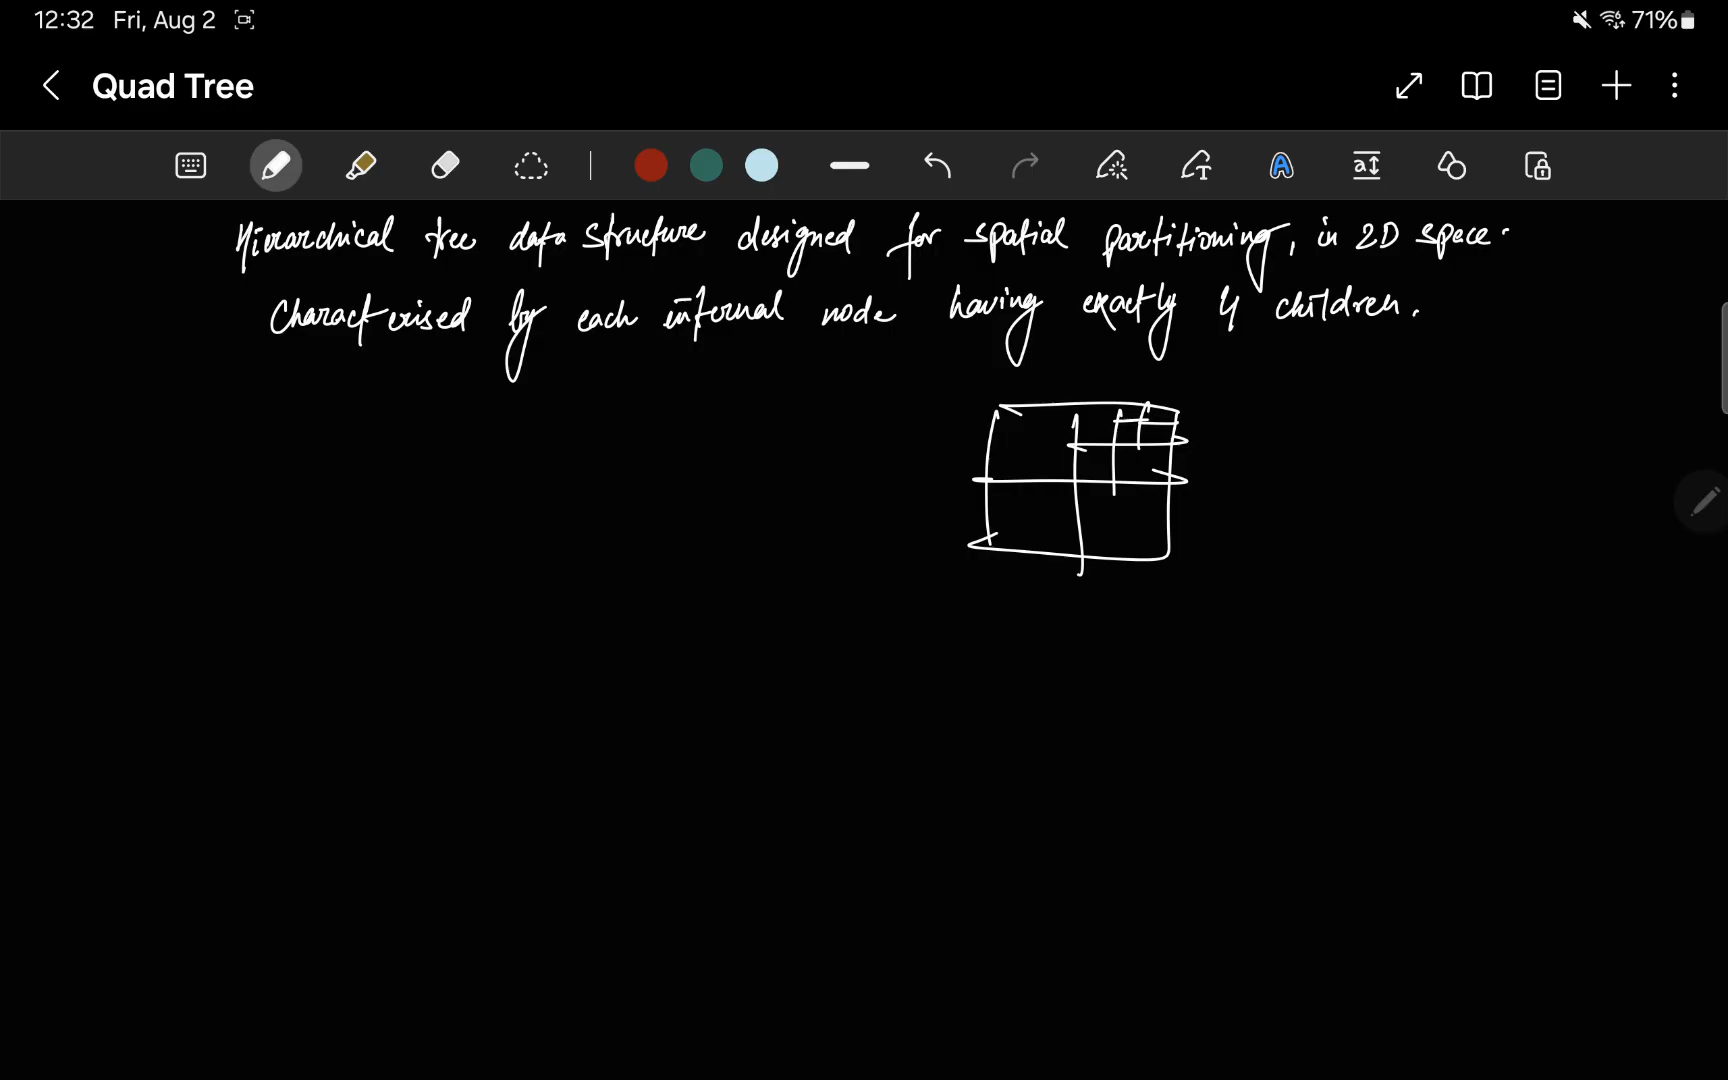 12:32 Fri, Aug 2 71%
Quad Tree
Hierarchical tree data structure designed for spatial partitioning, in 2D space.
Characterised by each internal node having exactly 4 children.